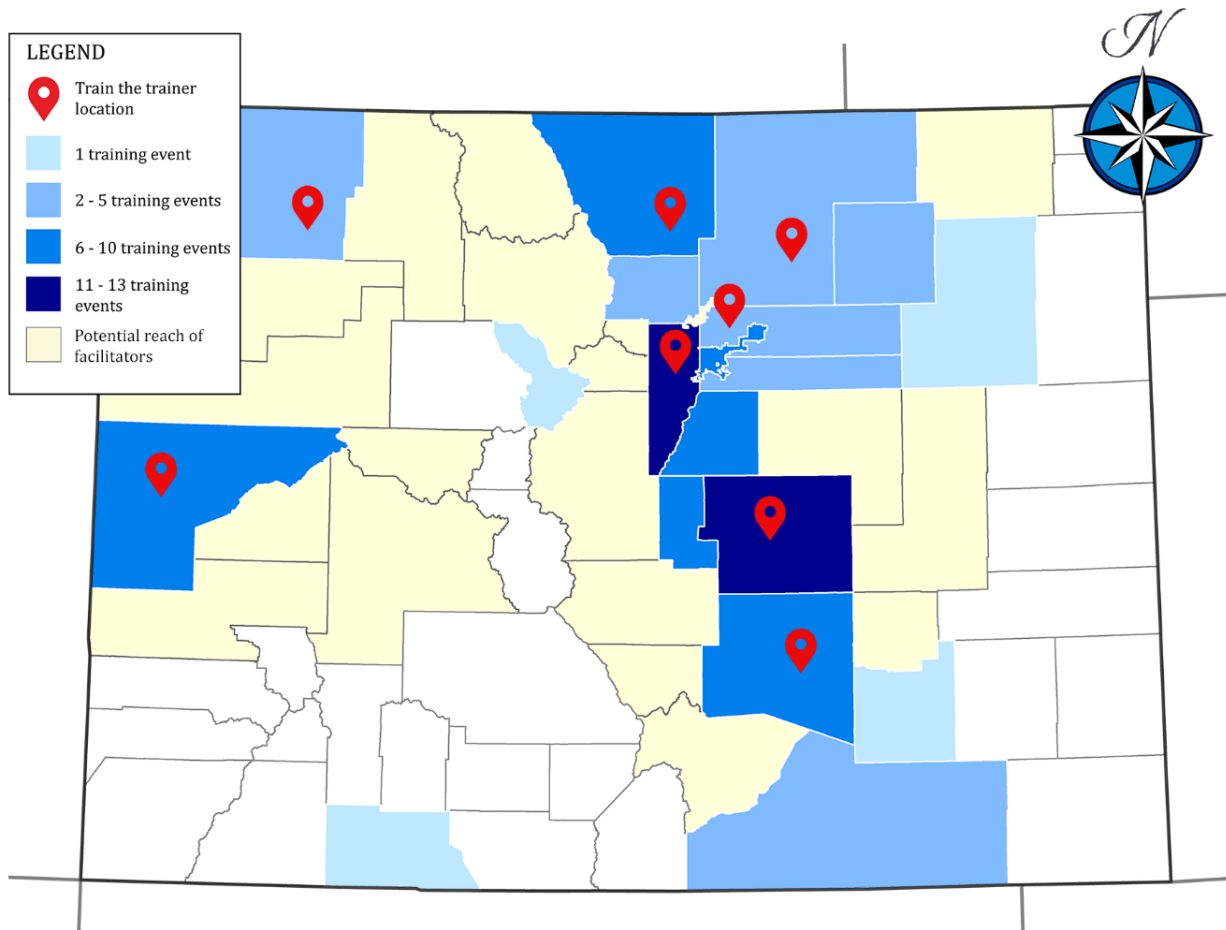 N
LEGEND
Train the trainer
location
1 training event
2 - 5 training events
6 - 10 training events
11 - 13 training
events
Potential reach of
facilitators